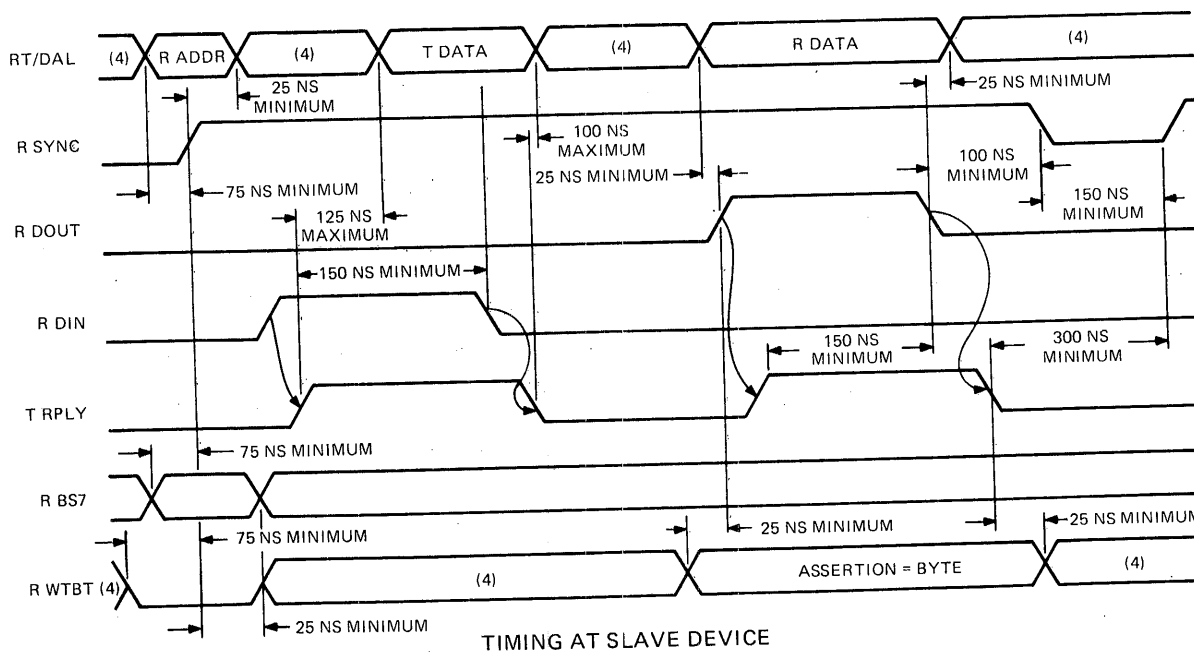 RT/DAL (4) R ADDR (4) T DATA (4) R DATA (4)
25 NS
MINIMUM
25 NS MINIMUM
R SYNC
100 NS
MAXIMUM
100 NS
MINIMUM
75 NS MINIMUM
25 NS MINIMUM
150 NS
MINIMUM
R DOUT
125 NS
MAXIMUM
150 NS MINIMUM
R DIN
150 NS
MINIMUM
300 NS
MINIMUM
T RPLY
75 NS MINIMUM
R BS7
75 NS MINIMUM
25 NS MINIMUM
25 NS MINIMUM
R WTBT (4) (4) ASSERTION = BYTE (4)
25 NS MINIMUM
TIMING AT SLAVE DEVICE